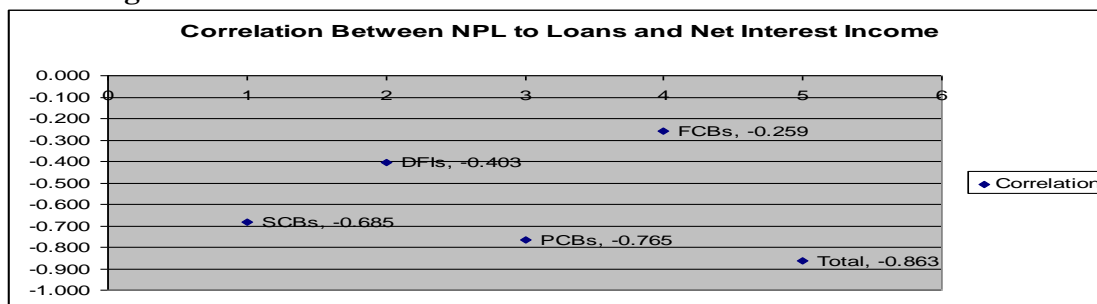 Correlation Between NPL to Loans and Net Interest Income
0.000
-0.100
0 1 2 3 4 5 6
-0.200
FCBs, -0.259
-0.300
-0.400
DFIs, -0.403
-0.500
Correlation
-0.600
-0.700
SCBs, -0.685
PCBs, -0.765
-0.800
Total, -0.863
-0.900
-1.000